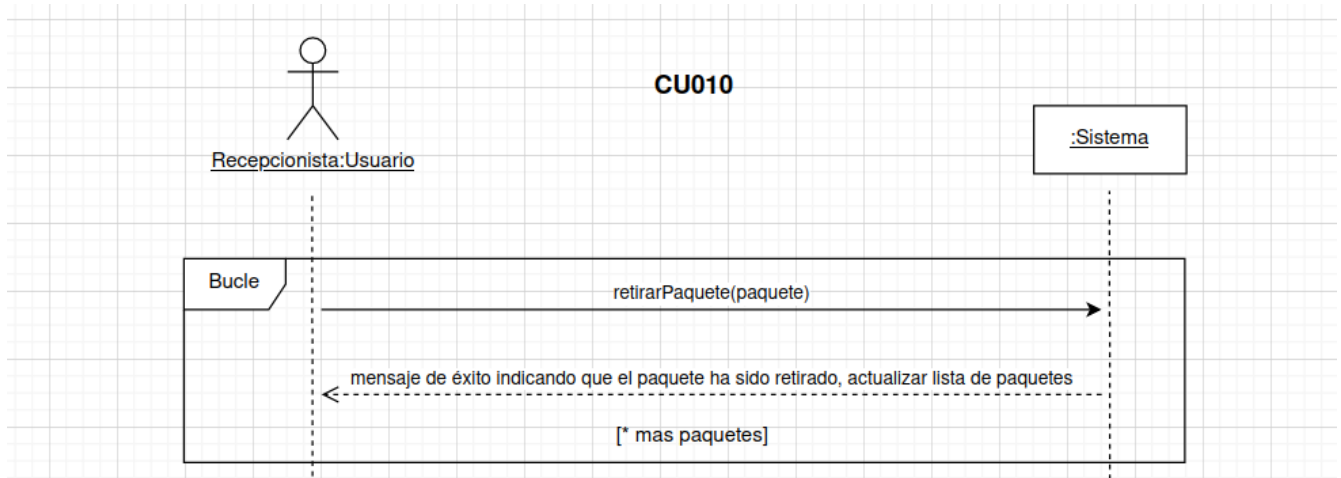 CU010
Recepcionista:Usuario
:Sistema
Bucle
retirarPaquete(paquete)
mensaje de éxito indicando que el paquete ha sido retirado, actualizar lista de paquetes
[* mas paquetes]